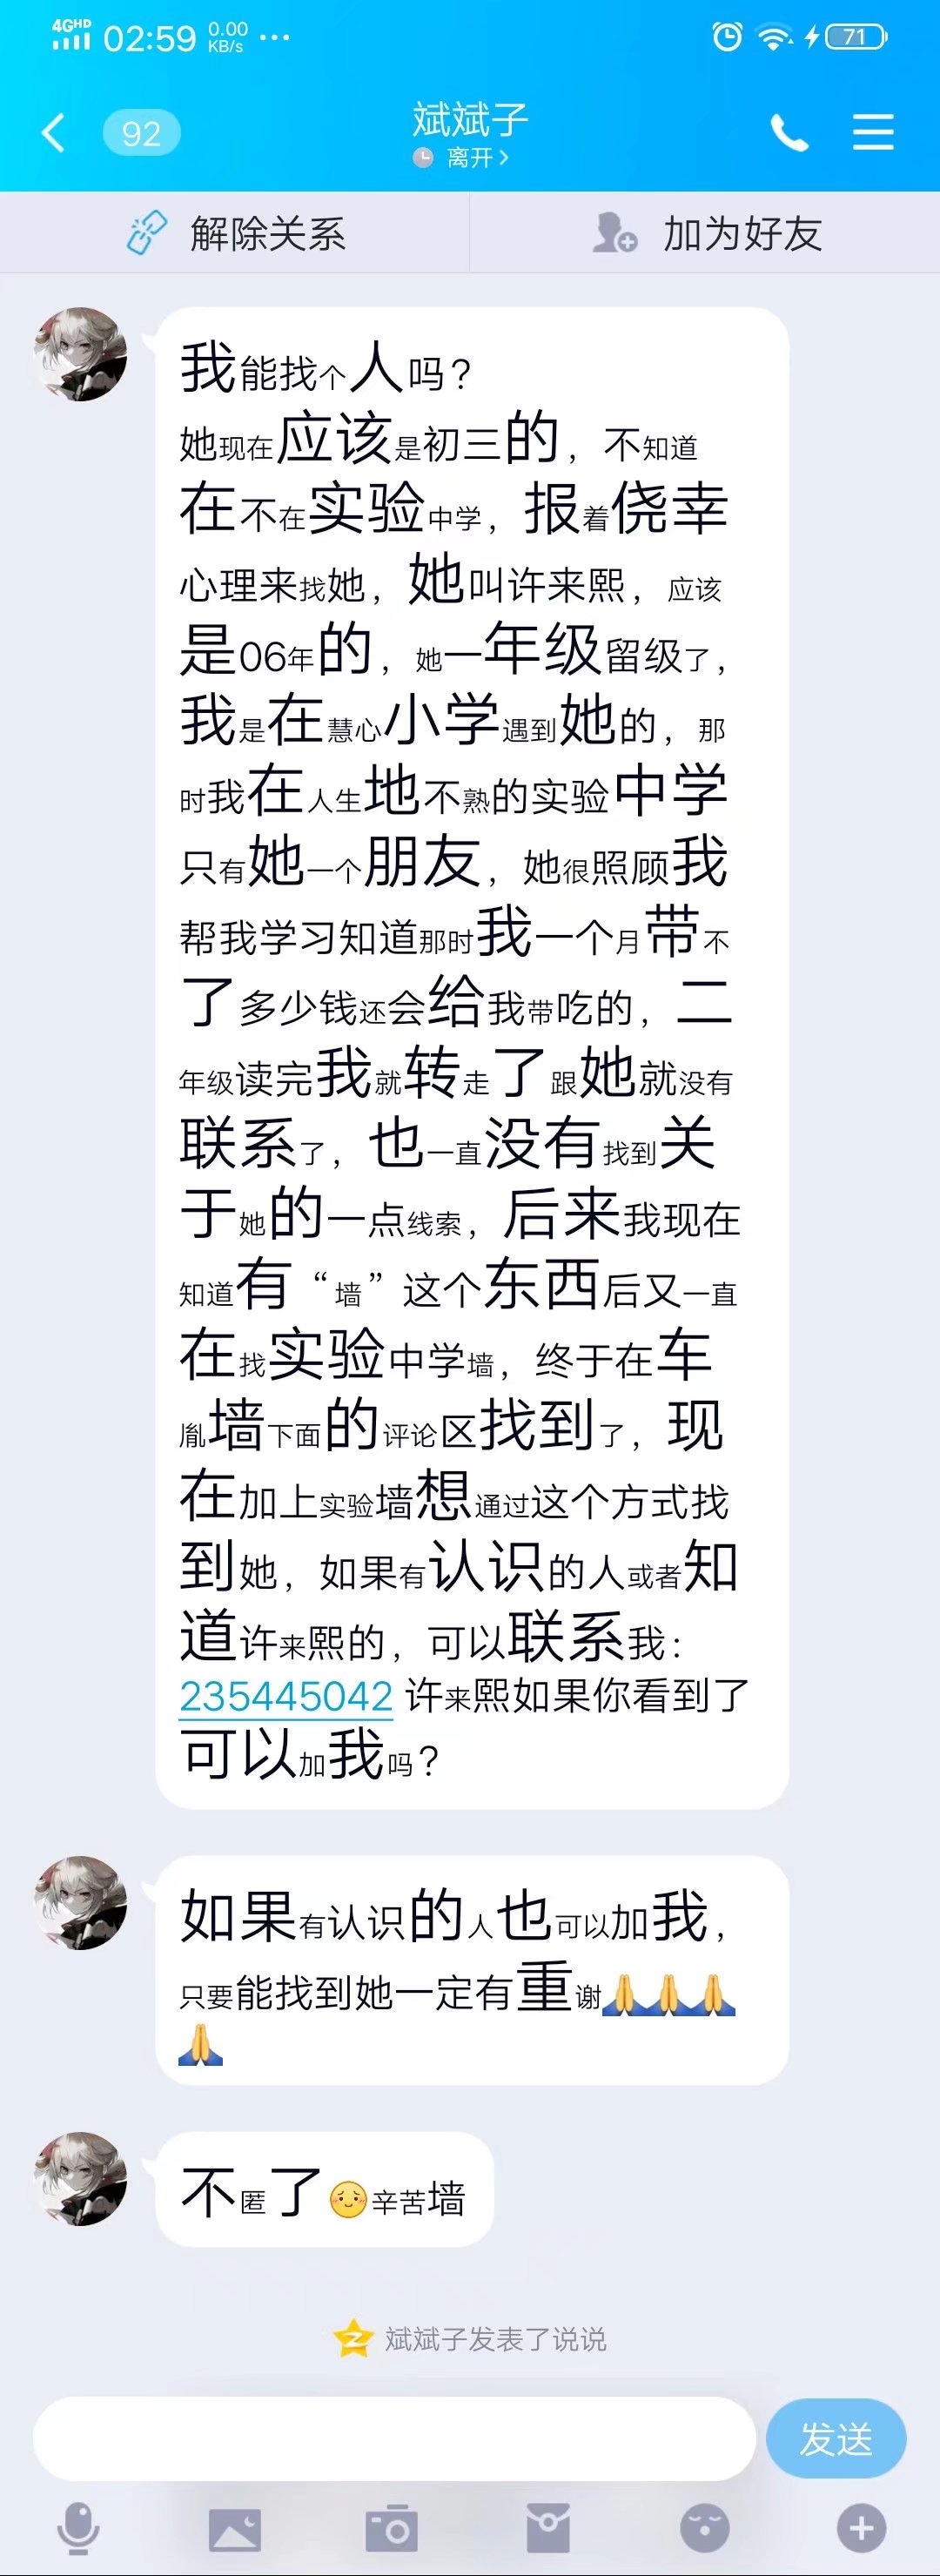 4GHD 02:59 0.00 KB/s ... 71
92 斌斌子
离开
解除关系 加为好友
我能找个人吗?
她现在应该是初三的，不知道
在不在实验中学，报着侥幸
心理来找她，她叫许来熙，应该
是06年的，她一年级留级了，
我是在慧心小学遇到她的，那
时我在人生地不熟的实验中学
只有她一个朋友，她很照顾我
帮我学习知道那时我一个月带不
了多少钱还会给我带吃的，二
年级读完我就转走了跟她就没有
联系了，也一直没有找到关
于她的一点线索，后来我现在
知道有“墙”这个东西后又一直
在找实验中学墙，终于在车
胤墙下面的评论区找到了，现
在加上实验墙想通过这个方式找
到她，如果有认识的人或者知
道许来熙的，可以联系我：
235445042 许来熙如果你看到了
可以加我吗?
如果有认识的人也可以加我，
只要能找到她一定有重谢🙏🙏🙏
🙏
不匿了😊辛苦墙
斌斌子发表了说说
发送